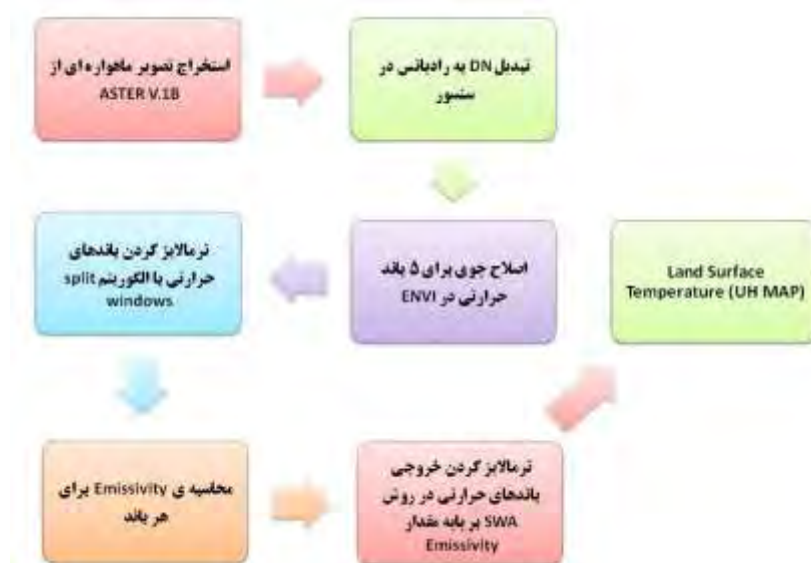 استخراج تصویر ماهواره ای از
ASTER V.1B
تبدیل DN به رادیانس در
سنسور
اصلاح جوی برای ۵ باند
حرارتی در ENVI
نرمالایز کردن باندهای
حرارتی با الگوریتم split
windows
محاسبه ی Emissivity برای
هر باند
نرمالایز کردن خروجی
باندهای حرارتی در روش
SWA بر پایه مقدار
Emissivity
Land Surface
Temperature (UH MAP)